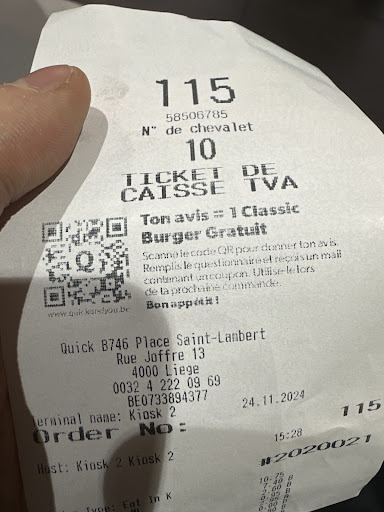 115
58506785
N° de chevalet
10
TICKET DE
CAISSE TVA
Ton avis = 1 Classic
Burger Gratuit
Scanne le code QR pour donner ton avis.
Remplis le questionnaire et reçois un mail
contenant un coupon. Utilise-le lors
de ta prochaine commande.
Bon appétit !
Q
Quick B746 Place Saint-Lambert
Rue Joffre 13
4000 Liege
0032 4 222 09 69
BE0733894377
24.11.2024
Terminal name: Kiosk 2
115
Order No:
15:28
Host: Kiosk 2 Kiosk 2
#2020021
Type: Eat In K